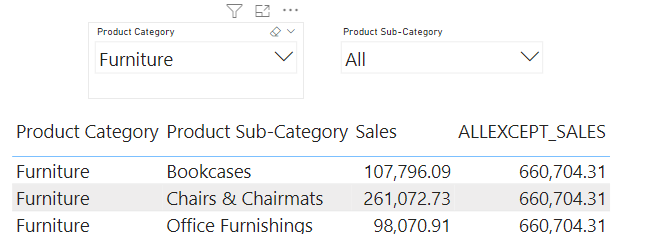 Product Category
Product Sub-Category
Furniture
All
Product Category Product Sub-Category Sales ALLEXCEPT_SALES
Furniture Bookcases 107,796.09 660,704.31
Furniture Chairs & Chairmats 261,072.73 660,704.31
Furniture Office Furnishings 98,070.91 660,704.31